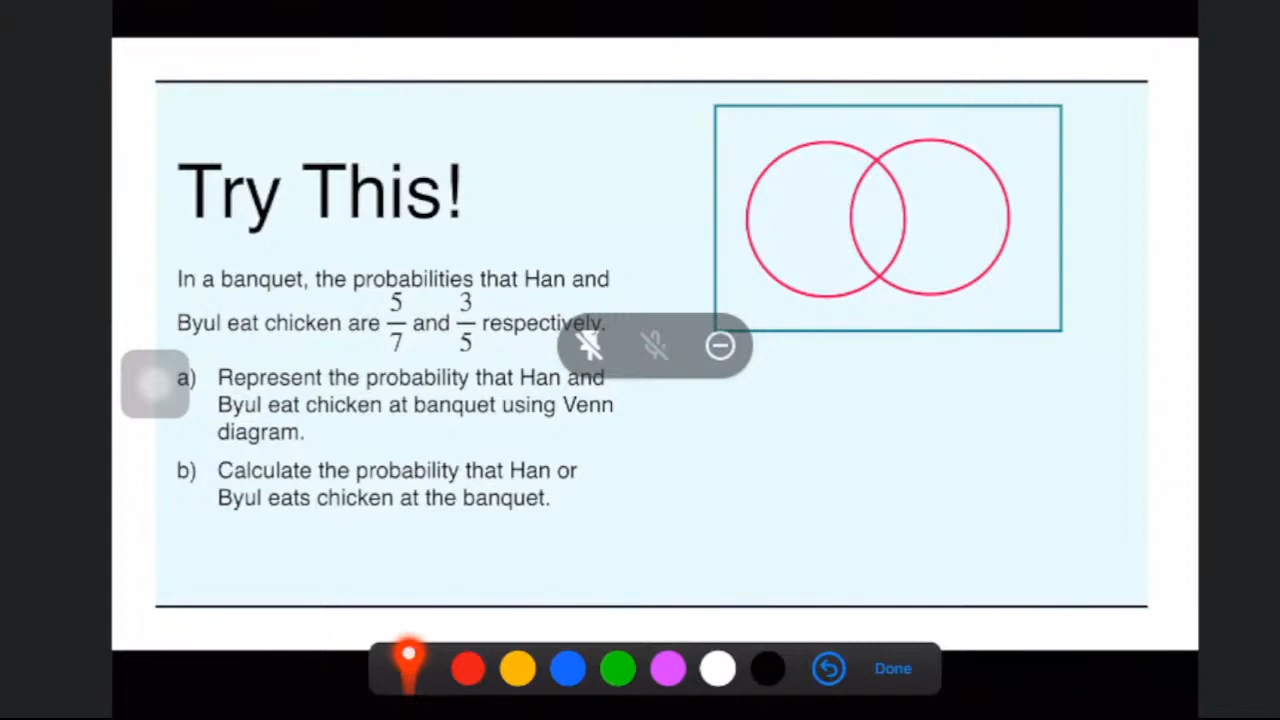 Try This!
In a banquet, the probabilities that Han and
Byul eat chicken are 5/7 and 3/5 respectively.
a) Represent the probability that Han and
Byul eat chicken at banquet using Venn
diagram.
b) Calculate the probability that Han or
Byul eats chicken at the banquet.
Done